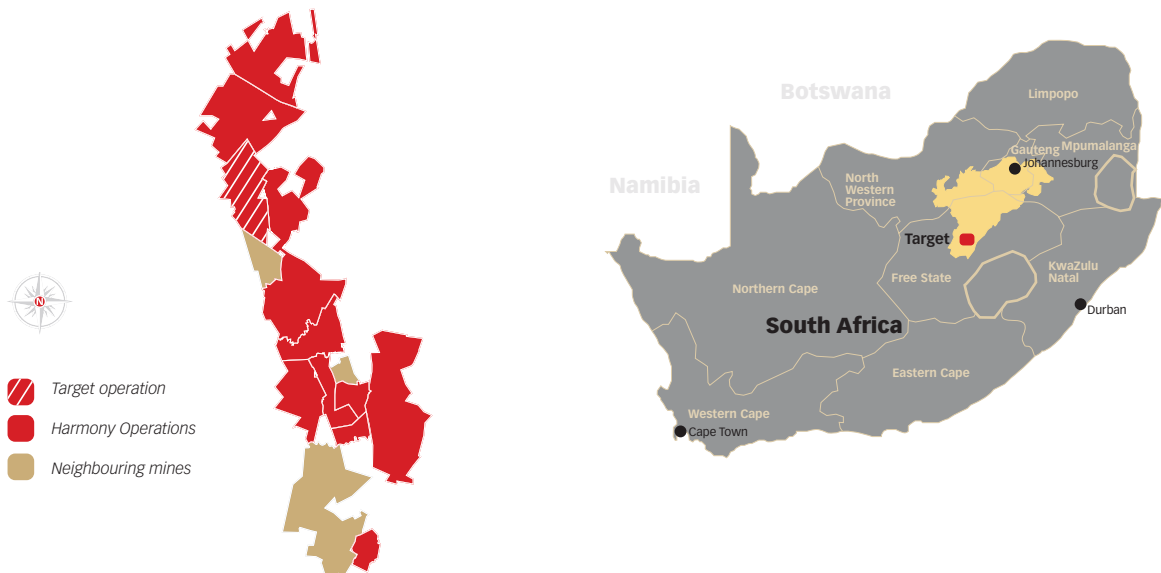 N
Target operation
Harmony Operations
Neighbouring mines
Botswana
Namibia
Limpopo
Gauteng
Mpumalanga
Johannesburg
North
Western
Province
Target
Free State
KwaZulu
Natal
Northern Cape
South Africa
Durban
Eastern Cape
Western Cape
Cape Town